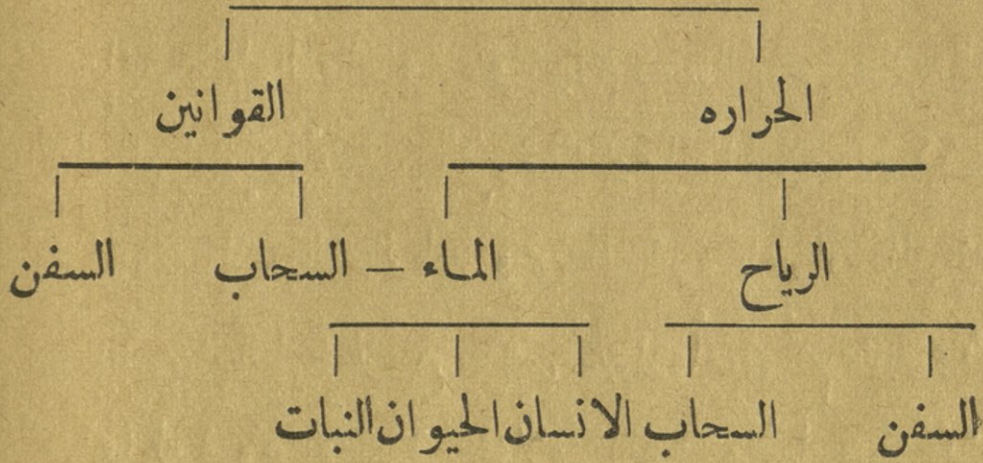 الحراره القوانين
الرياح الماء — السحاب السفن
السفن السحاب الانسان الحيوان النبات